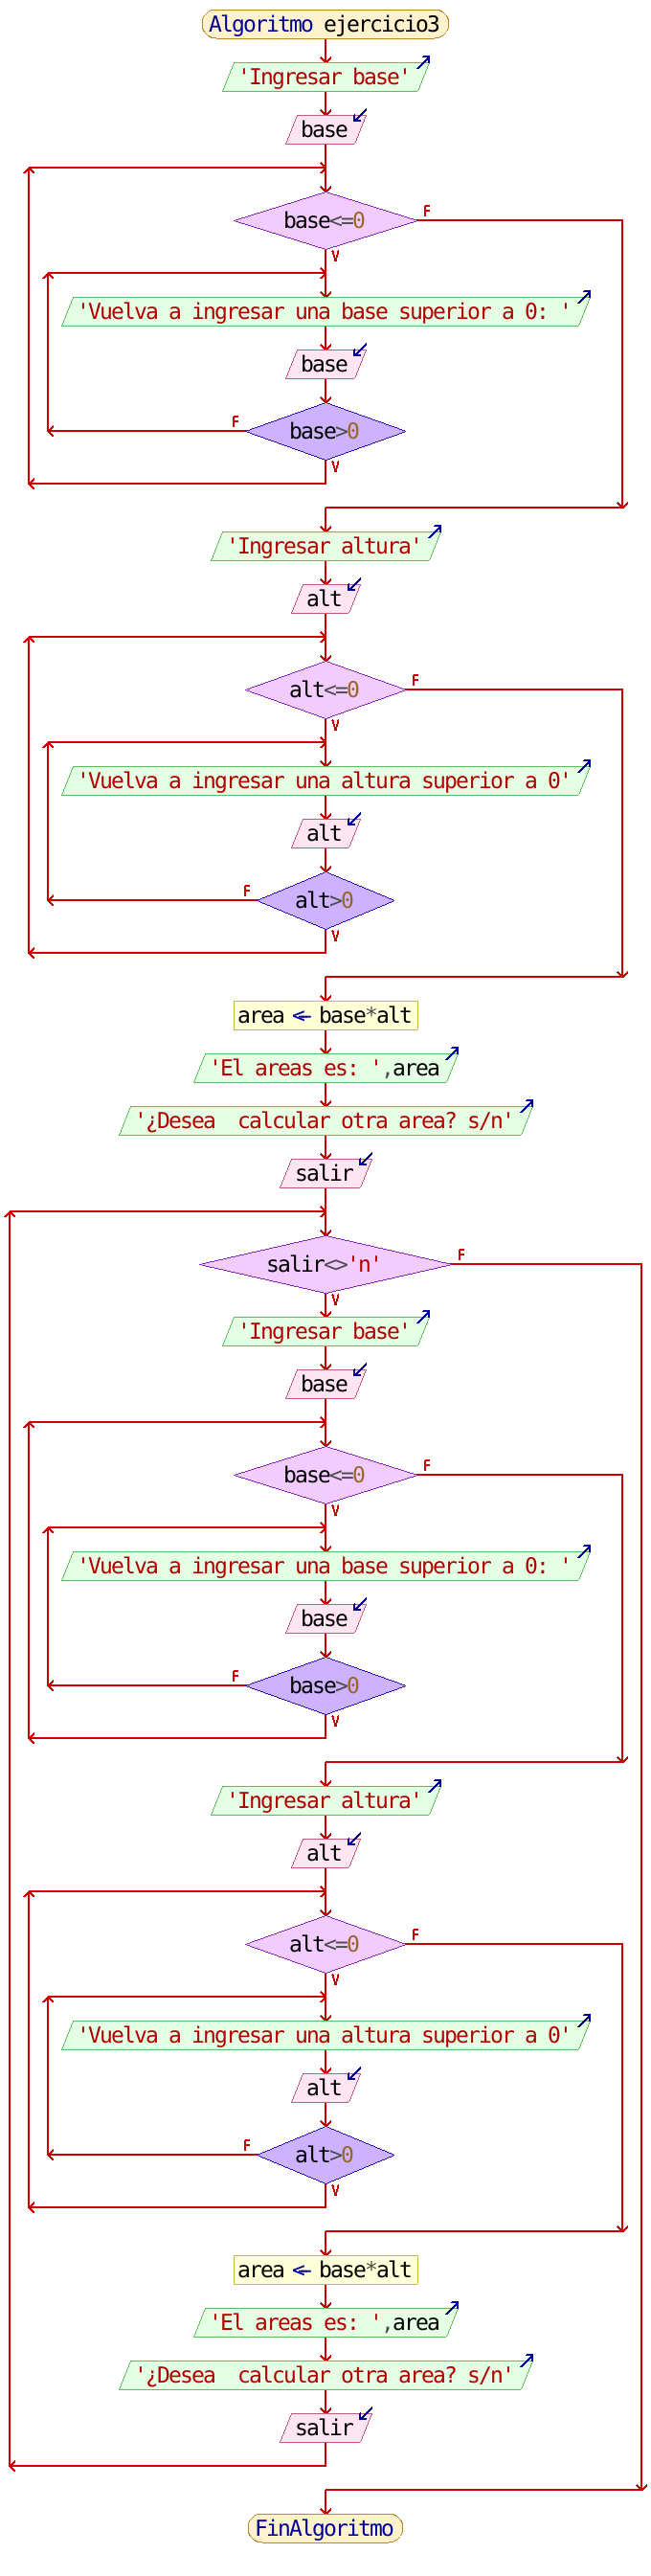 Algoritmo ejercicio3
'Ingresar base'
base
base<=0
F
V
'Vuelva a ingresar una base superior a 0: '
base
F
base>0
V
'Ingresar altura'
alt
alt<=0
F
V
'Vuelva a ingresar una altura superior a 0'
alt
F
alt>0
V
area <- base*alt
'El areas es: ',area
'¿Desea  calcular otra area? s/n'
salir
salir<>'n'
F
V
'Ingresar base'
base
base<=0
F
V
'Vuelva a ingresar una base superior a 0: '
base
F
base>0
V
'Ingresar altura'
alt
alt<=0
F
V
'Vuelva a ingresar una altura superior a 0'
alt
F
alt>0
V
area <- base*alt
'El areas es: ',area
'¿Desea  calcular otra area? s/n'
salir
FinAlgoritmo